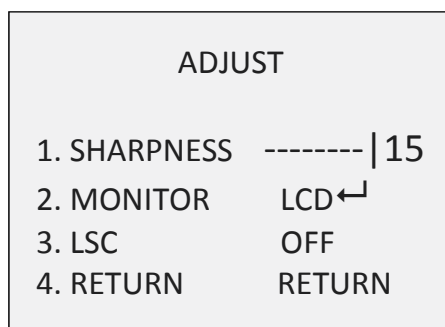 ADJUST
1. SHARPNESS --------|15
2. MONITOR LCD↵
3. LSC OFF
4. RETURN RETURN